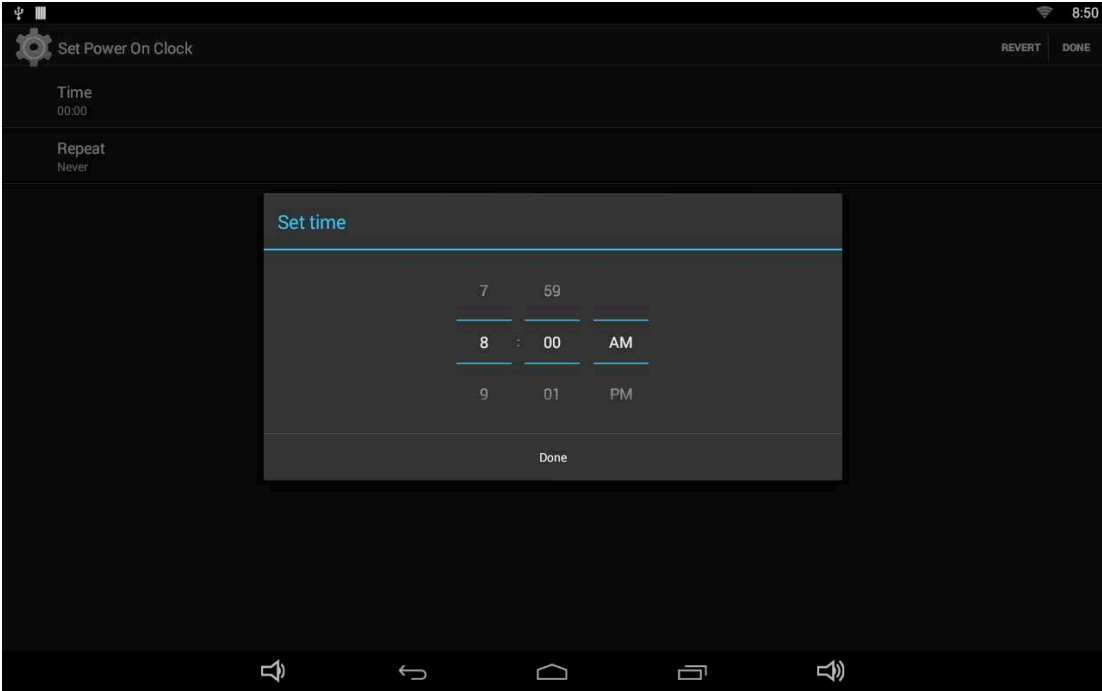 8:50
Set Power On Clock REVERT DONE
Time
00:00
Repeat
Never
Set time
7 59
8 : 00 AM
9 01 PM
Done